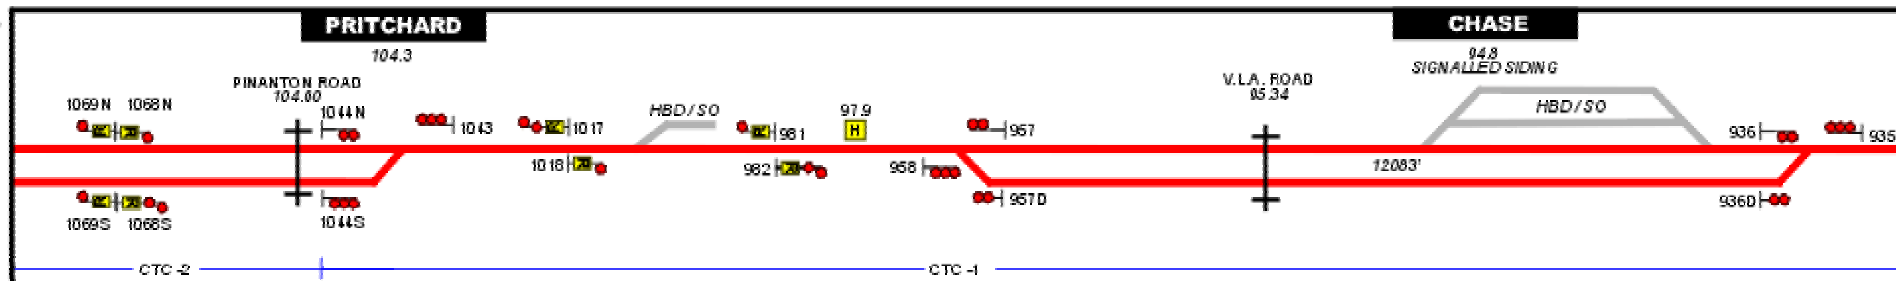 PRITCHARD
104.3
CHASE
94.8
SIGNALLED SIDING
PINANTON ROAD
104.00
V.L.A. ROAD
95.34
1069N 1068N
1044N
1043
1017
HBD/SO
981
97.9
H
957
HBD/SO
936
935
1018
982
958
12083'
1069S 1068S
1044S
957D
936D
CTC -2
CTC -1